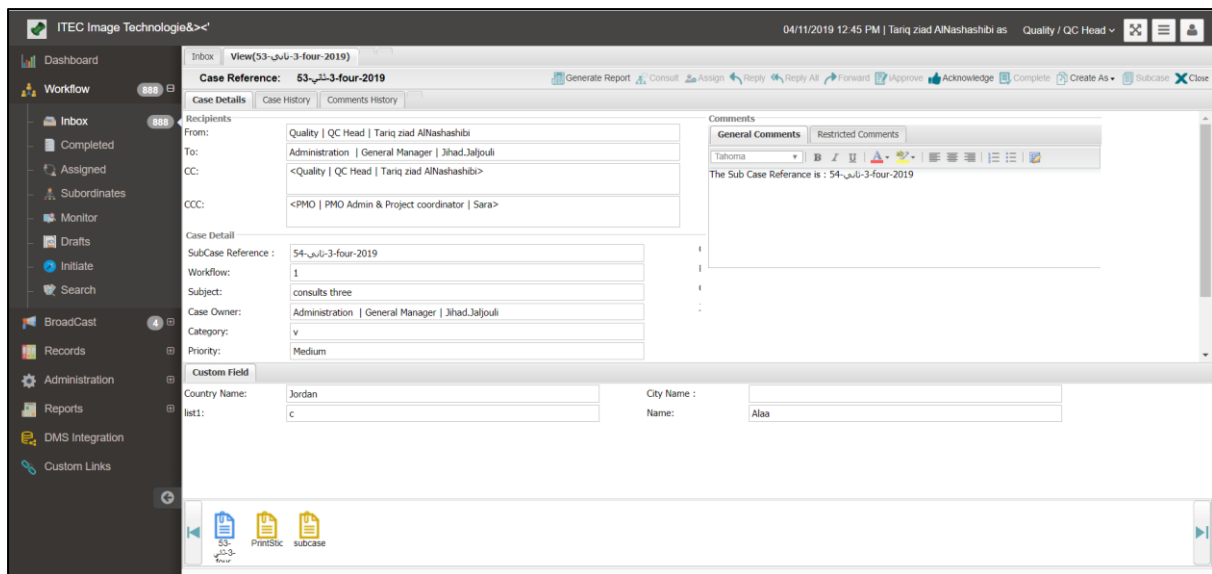 ITEC Image Technologie&><'
04/11/2019 12:45 PM | Tariq ziad AlNashashibi as Quality / QC Head
Dashboard
Workflow 888
Inbox 888
Completed
Assigned
Subordinates
Monitor
Drafts
Initiate
Search
BroadCast 4
Records
Administration
Reports
DMS Integration
Custom Links
Inbox View(53-ثاني-3-four-2019)
Case Reference: 53-ثاني-3-four-2019
Generate Report Consult Assign Reply Reply All Forward iApprove Acknowledge Complete Create As Subcase Close
Case Details Case History Comments History
Recipients
From: Quality | QC Head | Tariq ziad AlNashashibi
To: Administration | General Manager | Jihad.Jaljouli
CC: <Quality | QC Head | Tariq ziad AlNashashibi>
CCC: <PMO | PMO Admin & Project coordinator | Sara>
Case Detail
SubCase Reference : 54-ثاني-3-four-2019
Workflow: 1
Subject: consults three
Case Owner: Administration | General Manager | Jihad.Jaljouli
Category: v
Priority: Medium
Comments
General Comments Restricted Comments
Tahoma B I U A
The Sub Case Referance is : 54-ثاني-3-four-2019
Custom Field
Country Name: Jordan City Name :
list1: c Name: Alaa
53-
ثاني-3-
four
PrintStic
subcase